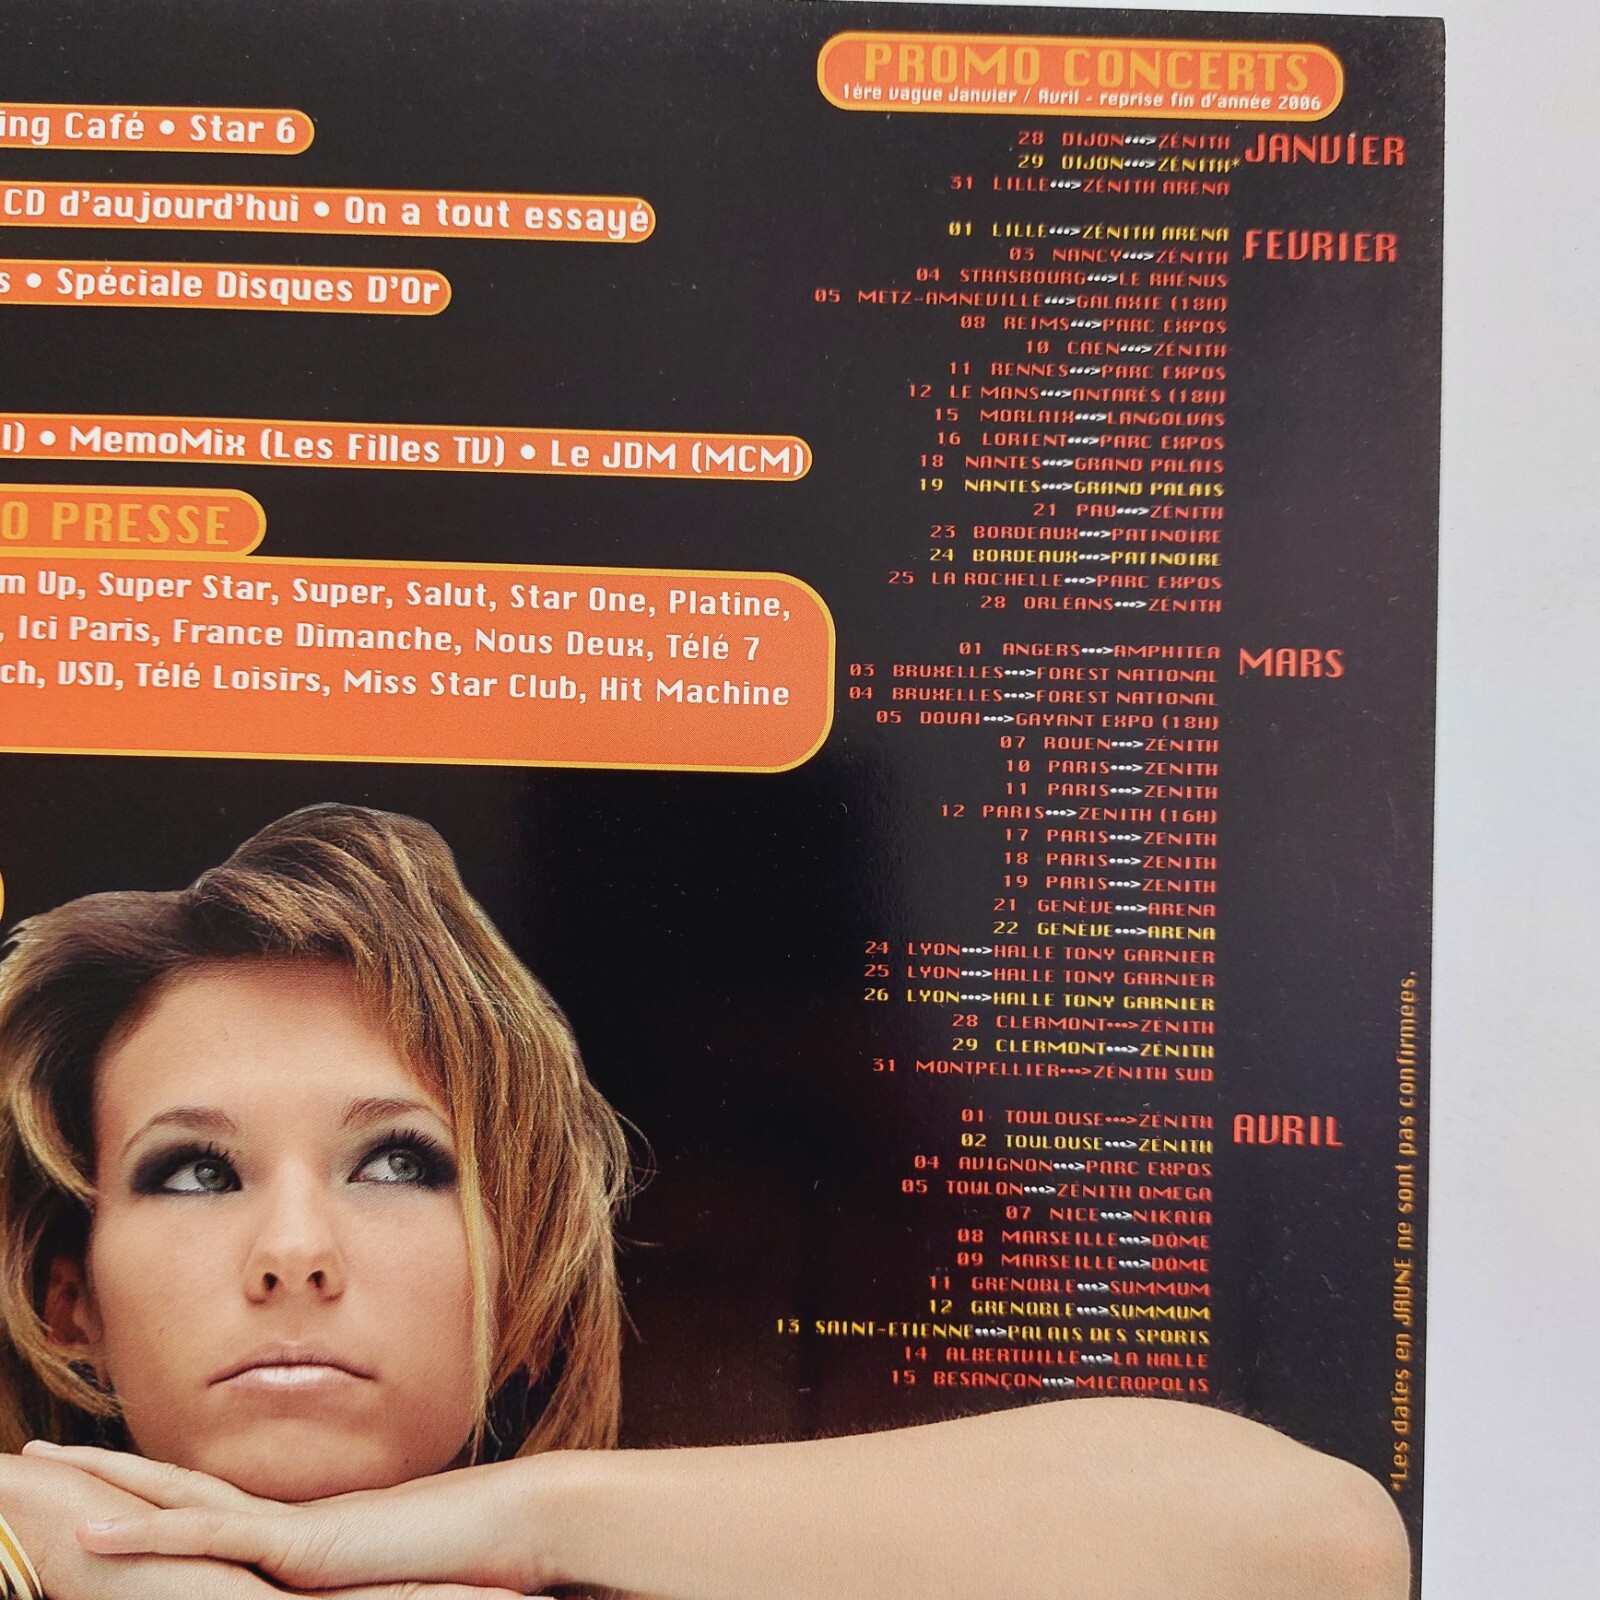 ing Café • Star 6
CD d'aujourd'hui • On a tout essayé
s • Spéciale Disques D'Or
l) • MemoMix (Les Filles TV) • Le JDM (MCM)
O PRESSE
m Up, Super Star, Super, Salut, Star One, Platine,
, Ici Paris, France Dimanche, Nous Deux, Télé 7
ch, VSD, Télé Loisirs, Miss Star Club, Hit Machine
PROMO CONCERTS
1ère vague Janvier / Avril - reprise fin d'année 2006
JANVIER
28 DIJON•••>ZÉNITH
29 DIJON•••>ZÉNITH*
31 LILLE•••>ZÉNITH ARENA
FEVRIER
01 LILLE•••>ZÉNITH ARENA
03 NANCY•••>ZÉNITH
04 STRASBOURG•••>LE RHÉNUS
05 METZ-AMNEVILLE•••>GALAXIE (18H)
08 REIMS•••>PARC EXPOS
10 CAEN•••>ZÉNITH
11 RENNES•••>PARC EXPOS
12 LE MANS•••>ANTARÈS (18H)
15 MORLAIX•••>LANGOLVAS
16 LORIENT•••>PARC EXPOS
18 NANTES•••>GRAND PALAIS
19 NANTES•••>GRAND PALAIS
21 PAU•••>ZÉNITH
23 BORDEAUX•••>PATINOIRE
24 BORDEAUX•••>PATINOIRE
25 LA ROCHELLE•••>PARC EXPOS
28 ORLÉANS•••>ZÉNITH
MARS
01 ANGERS•••>AMPHITEA
03 BRUXELLES•••>FOREST NATIONAL
04 BRUXELLES•••>FOREST NATIONAL
05 DOUAI•••>GAYANT EXPO (18H)
07 ROUEN•••>ZÉNITH
10 PARIS•••>ZENITH
11 PARIS•••>ZENITH
12 PARIS•••>ZENITH (16H)
17 PARIS•••>ZENITH
18 PARIS•••>ZENITH
19 PARIS•••>ZENITH
21 GENÈVE•••>ARENA
22 GENÈVE•••>ARENA
24 LYON•••>HALLE TONY GARNIER
25 LYON•••>HALLE TONY GARNIER
26 LYON•••>HALLE TONY GARNIER
28 CLERMONT•••>ZÉNITH
29 CLERMONT•••>ZÉNITH
31 MONTPELLIER•••>ZÉNITH SUD
AVRIL
01 TOULOUSE•••>ZÉNITH
02 TOULOUSE•••>ZÉNITH
04 AVIGNON•••>PARC EXPOS
05 TOULON•••>ZÉNITH OMEGA
07 NICE•••>NIKAIA
08 MARSEILLE•••>DÔME
09 MARSEILLE•••>DÔME
11 GRENOBLE•••>SUMMUM
12 GRENOBLE•••>SUMMUM
13 SAINT-ETIENNE•••>PALAIS DES SPORTS
14 ALBERTVILLE•••>LA HALLE
15 BESANÇON•••>MICROPOLIS
*Les dates en JAUNE ne sont pas confirmées.